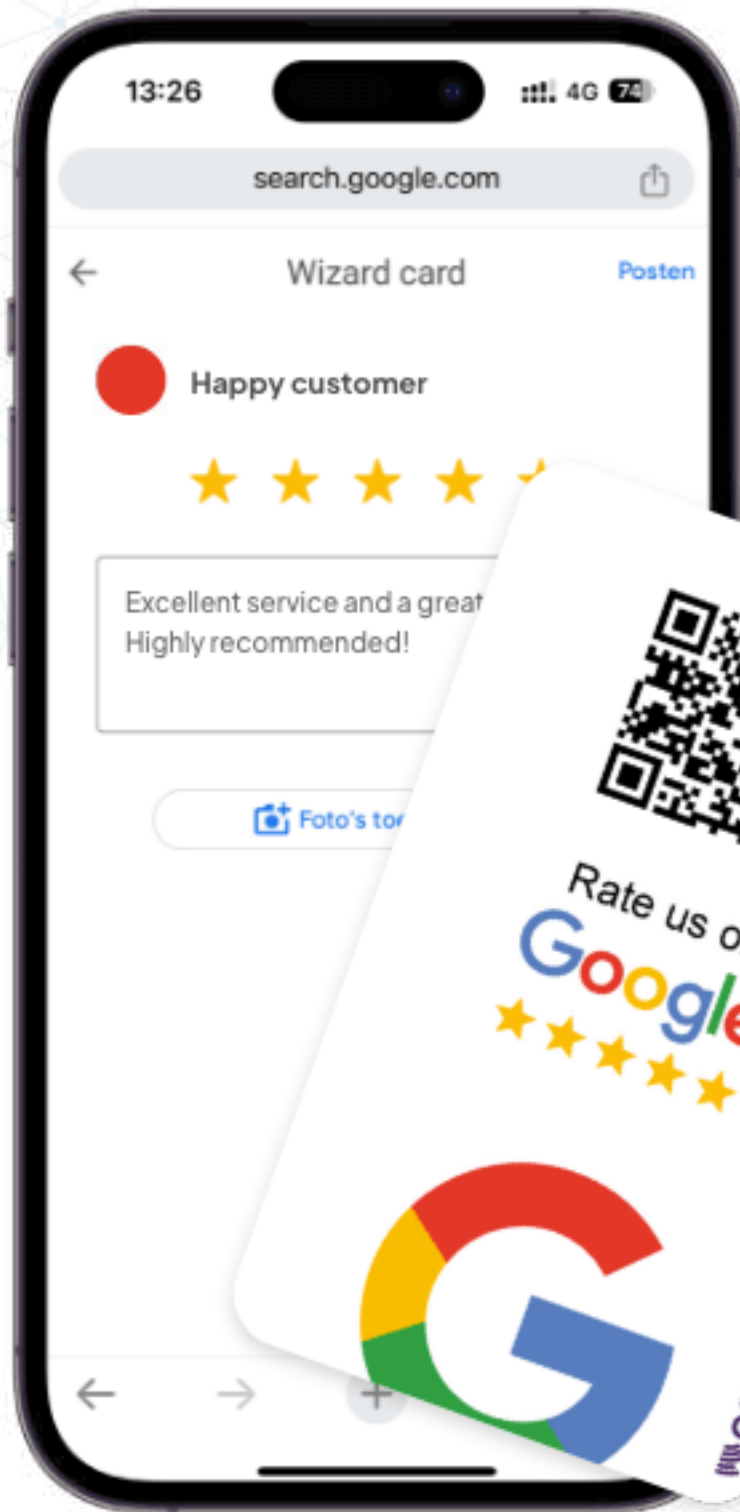 13:26
4G 74
search.google.com
Wizard card
Posten
Happy customer
Excellent service and a great
Highly recommended!
Foto's
Rate us
Google